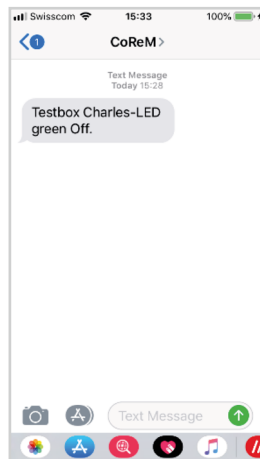 Swisscom 15:33 100%
1 CoReM
Text Message
Today 15:28
Testbox Charles-LED
green Off.
Text Message